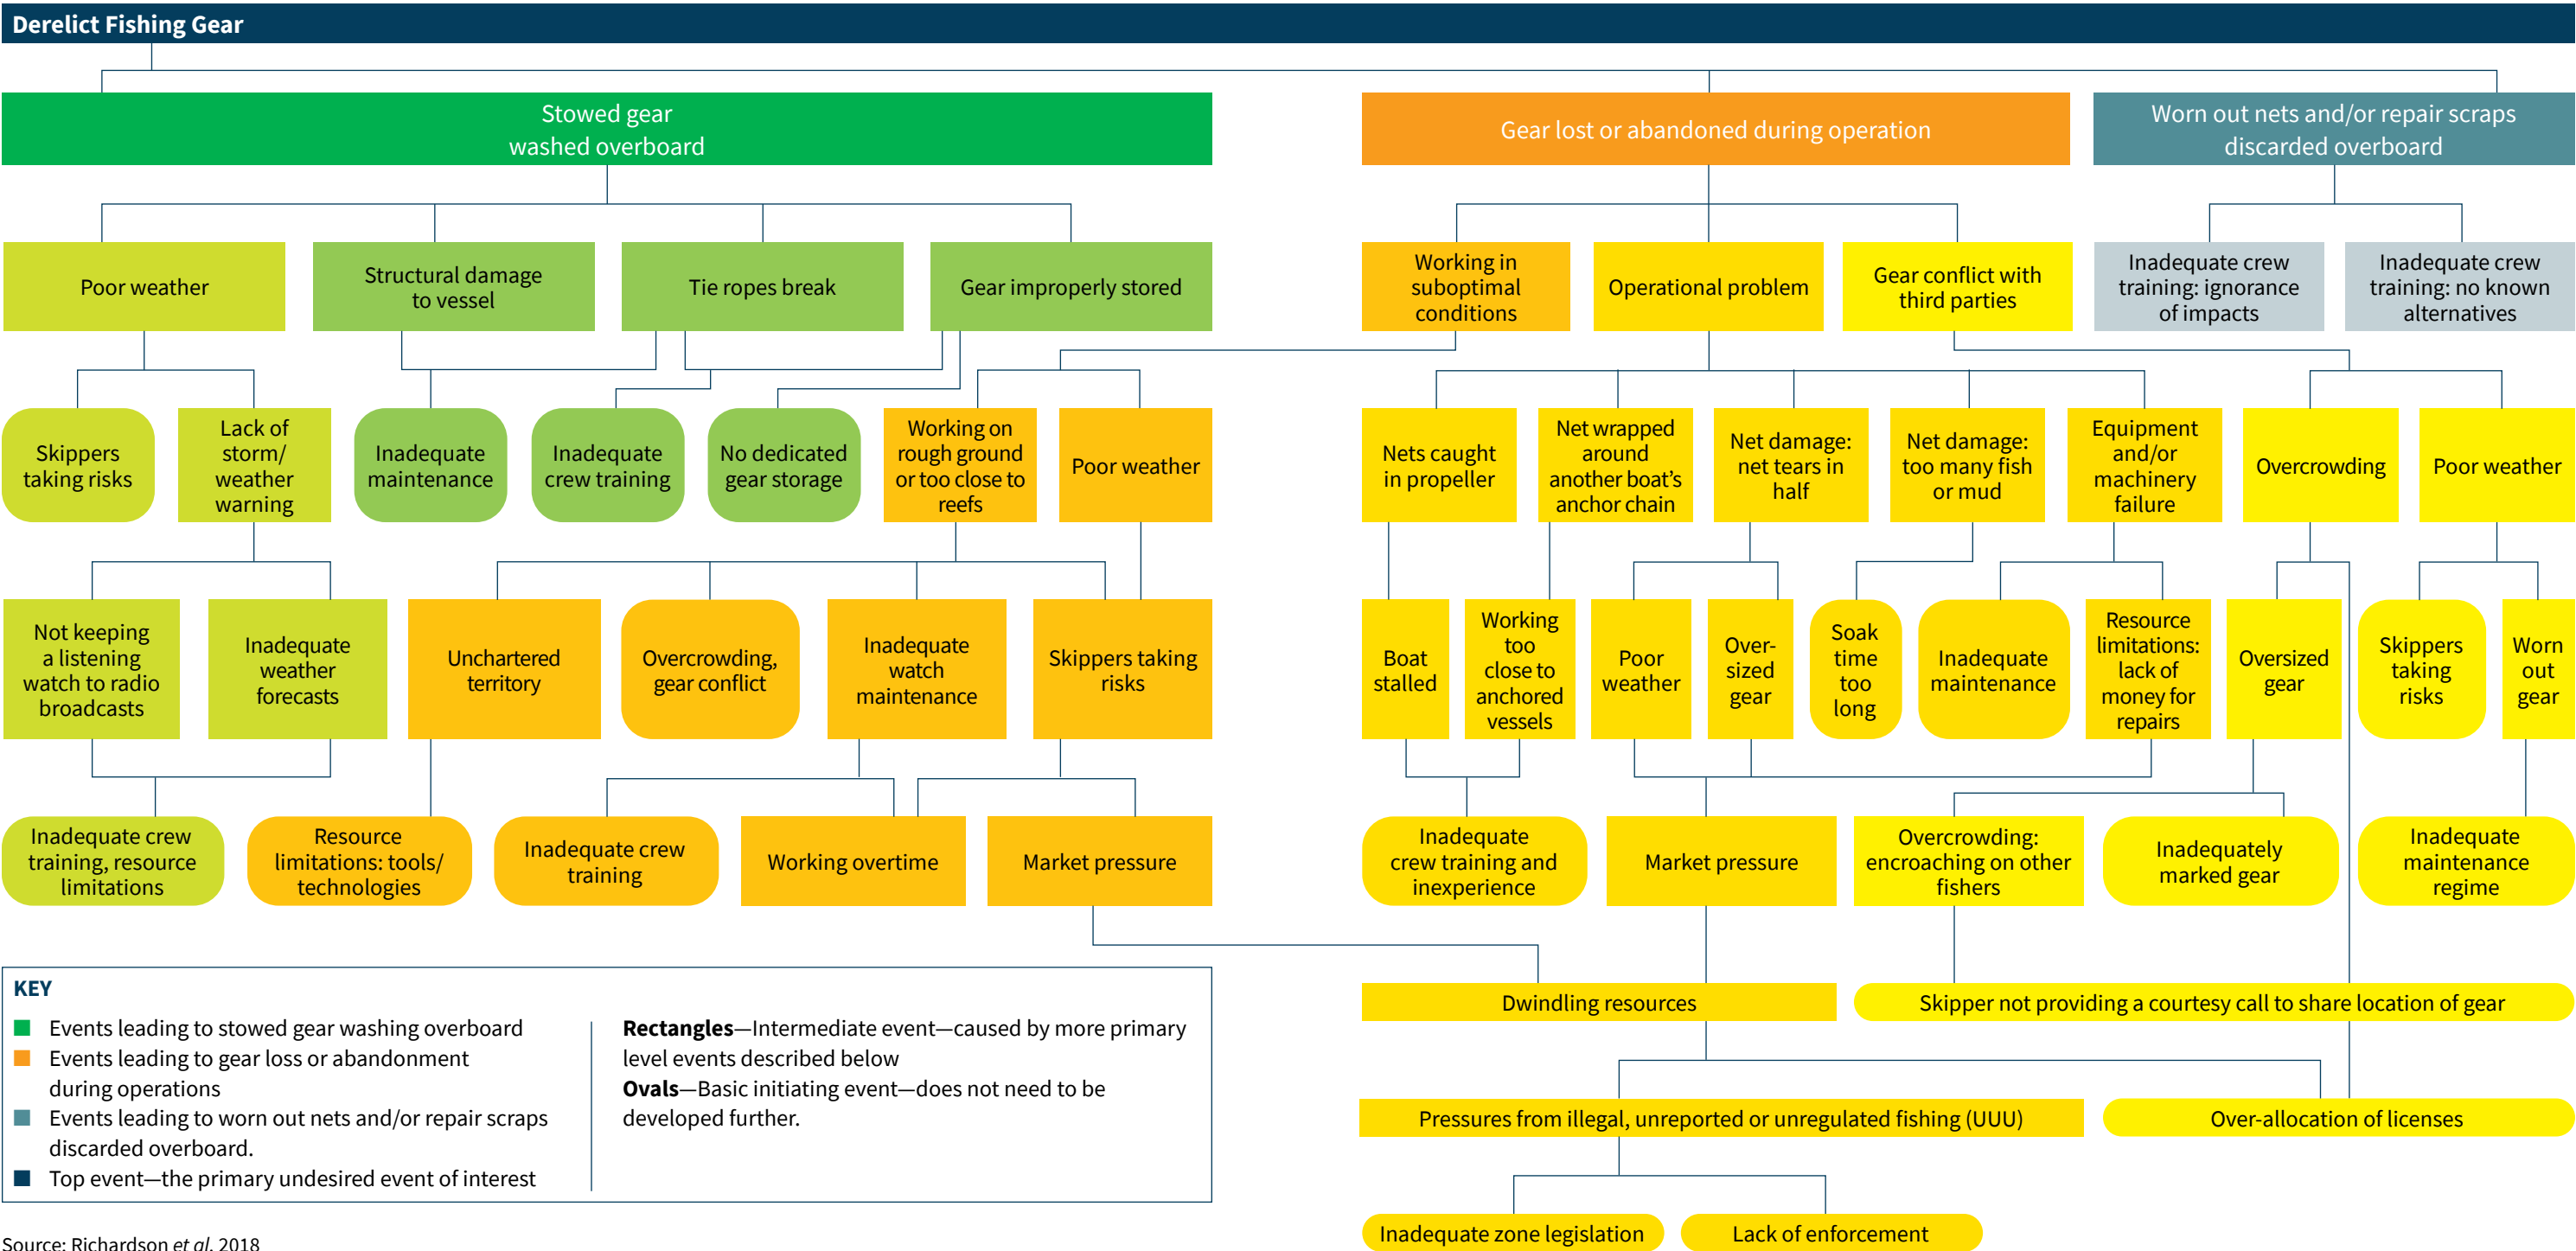 Derelict Fishing Gear
Stowed gear
washed overboard
Gear lost or abandoned during operation
Worn out nets and/or repair scraps
discarded overboard
Poor weather
Structural damage
to vessel
Tie ropes break
Gear improperly stored
Working in
suboptimal
conditions
Operational problem
Gear conflict with
third parties
Inadequate crew
training: ignorance
of impacts
Inadequate crew
training: no known
alternatives
Skippers
taking risks
Lack of
storm/
weather
warning
Inadequate
maintenance
Inadequate
crew training
No dedicated
gear storage
Working on
rough ground
or too close to
reefs
Poor weather
Nets caught
in propeller
Net wrapped
around
another boat's
anchor chain
Net damage:
net tears in
half
Net damage:
too many fish
or mud
Equipment
and/or
machinery
failure
Overcrowding
Poor weather
Not keeping
a listening
watch to radio
broadcasts
Inadequate
weather
forecasts
Unchartered
territory
Overcrowding,
gear conflict
Inadequate
watch
maintenance
Skippers taking
risks
Boat
stalled
Working
too
close to
anchored
vessels
Poor
weather
Over-
sized
gear
Soak
time
too
long
Inadequate
maintenance
Resource
limitations:
lack of
money for
repairs
Oversized
gear
Skippers
taking
risks
Worn
out
gear
Inadequate crew
training, resource
limitations
Resource
limitations: tools/
technologies
Inadequate crew
training
Working overtime
Market pressure
Inadequate
crew training and
inexperience
Market pressure
Overcrowding:
encroaching on other
fishers
Inadequately
marked gear
Inadequate
maintenance
regime
Dwindling resources
Skipper not providing a courtesy call to share location of gear
Pressures from illegal, unreported or unregulated fishing (UUU)
Over-allocation of licenses
Inadequate zone legislation
Lack of enforcement
KEY
Events leading to stowed gear washing overboard
Events leading to gear loss or abandonment
during operations
Events leading to worn out nets and/or repair scraps
discarded overboard.
Top event—the primary undesired event of interest
Rectangles—Intermediate event—caused by more primary
level events described below
Ovals—Basic initiating event—does not need to be
developed further.
Source: Richardson et al. 2018